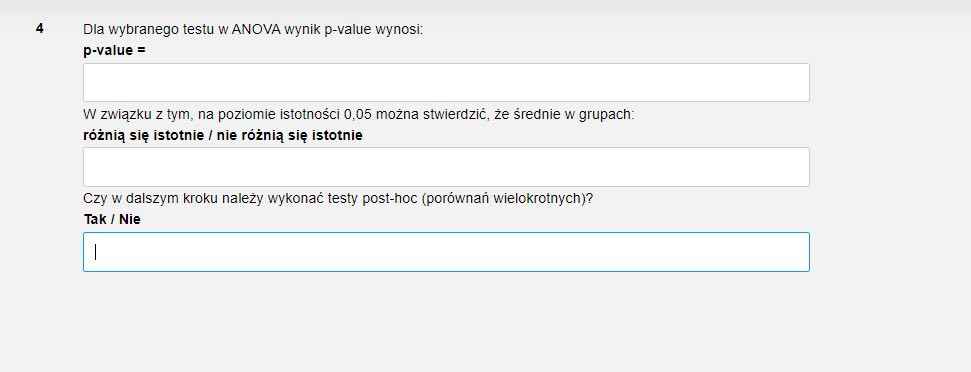 4 Dla wybranego testu w ANOVA wynik p-value wynosi:
p-value =
W związku z tym, na poziomie istotności 0,05 można stwierdzić, że średnie w grupach:
różnią się istotnie / nie różnią się istotnie
Czy w dalszym kroku należy wykonać testy post-hoc (porównań wielokrotnych)?
Tak / Nie